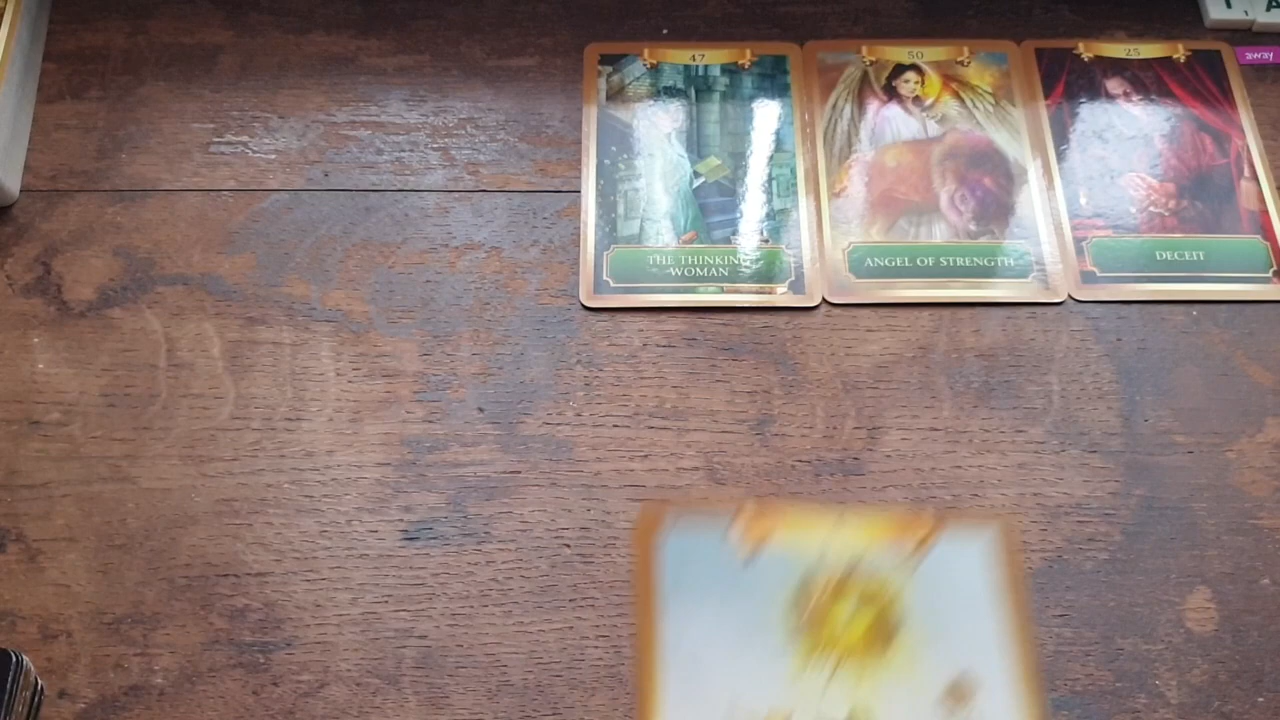 47
50
25
away
THE THINKING
WOMAN
ANGEL OF STRENGTH
DECEIT